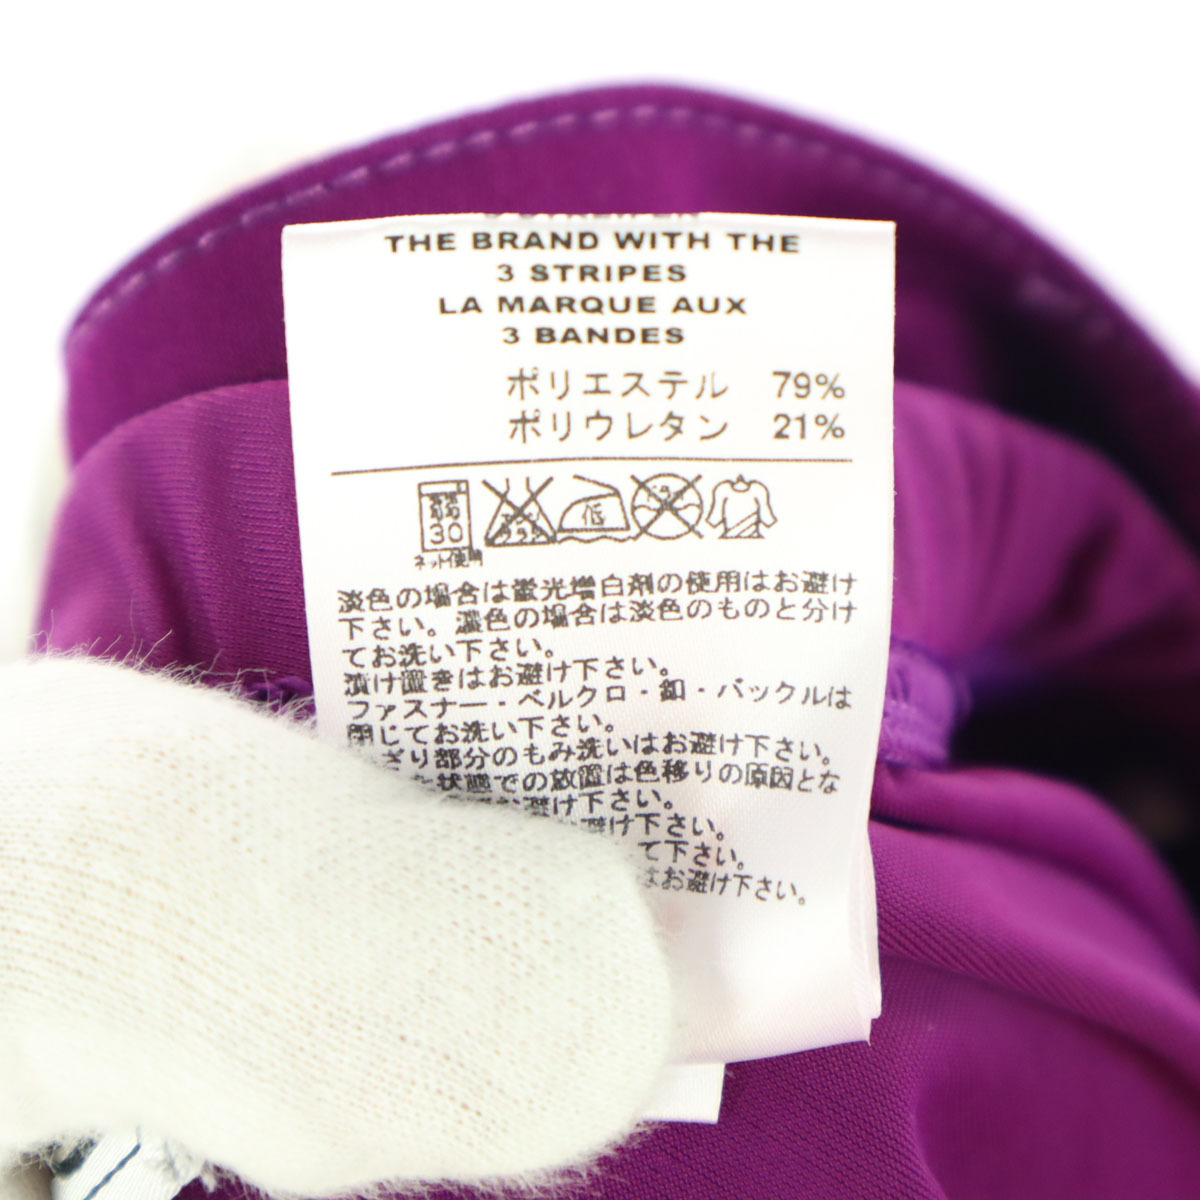 THE BRAND WITH THE
3 STRIPES
LA MARQUE AUX
3 BANDES
ポリエステル 79%
ポリウレタン 21%
30
低
ネット使用
淡色の場合は蛍光増白剤の使用はお避け
下さい。濃色の場合は淡色のものと分け
てお洗い下さい。
漬け置きはお避け下さい。
ファスナー・ベルクロ・釦・バックルは
閉じてお洗い下さい。
ざり部分のもみ洗いはお避け下さい。
状態での放置は色移りの原因とな
お避け下さい。
け下さい。
て下さい。
はお避け下さい。